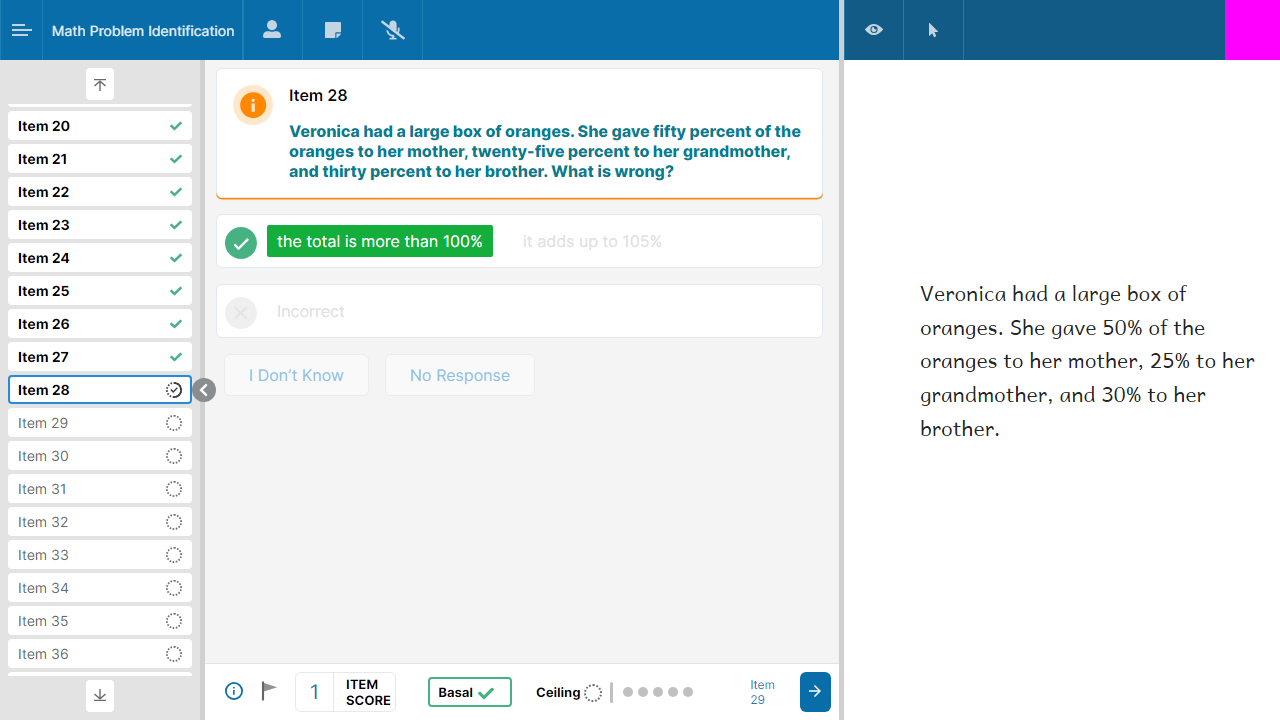 Math Problem Identification
Item 20
Item 21
Item 22
Item 23
Item 24
Item 25
Item 26
Item 27
Item 28
Item 29
Item 30
Item 31
Item 32
Item 33
Item 34
Item 35
Item 36
Item 28
Veronica had a large box of oranges. She gave fifty percent of the
oranges to her mother, twenty-five percent to her grandmother,
and thirty percent to her brother. What is wrong?
the total is more than 100%
it adds up to 105%
Incorrect
I Don't Know
No Response
1
ITEM
SCORE
Basal
Ceiling
Item
29
Veronica had a large box of
oranges. She gave 50% of the
oranges to her mother, 25% to her
grandmother, and 30% to her
brother.